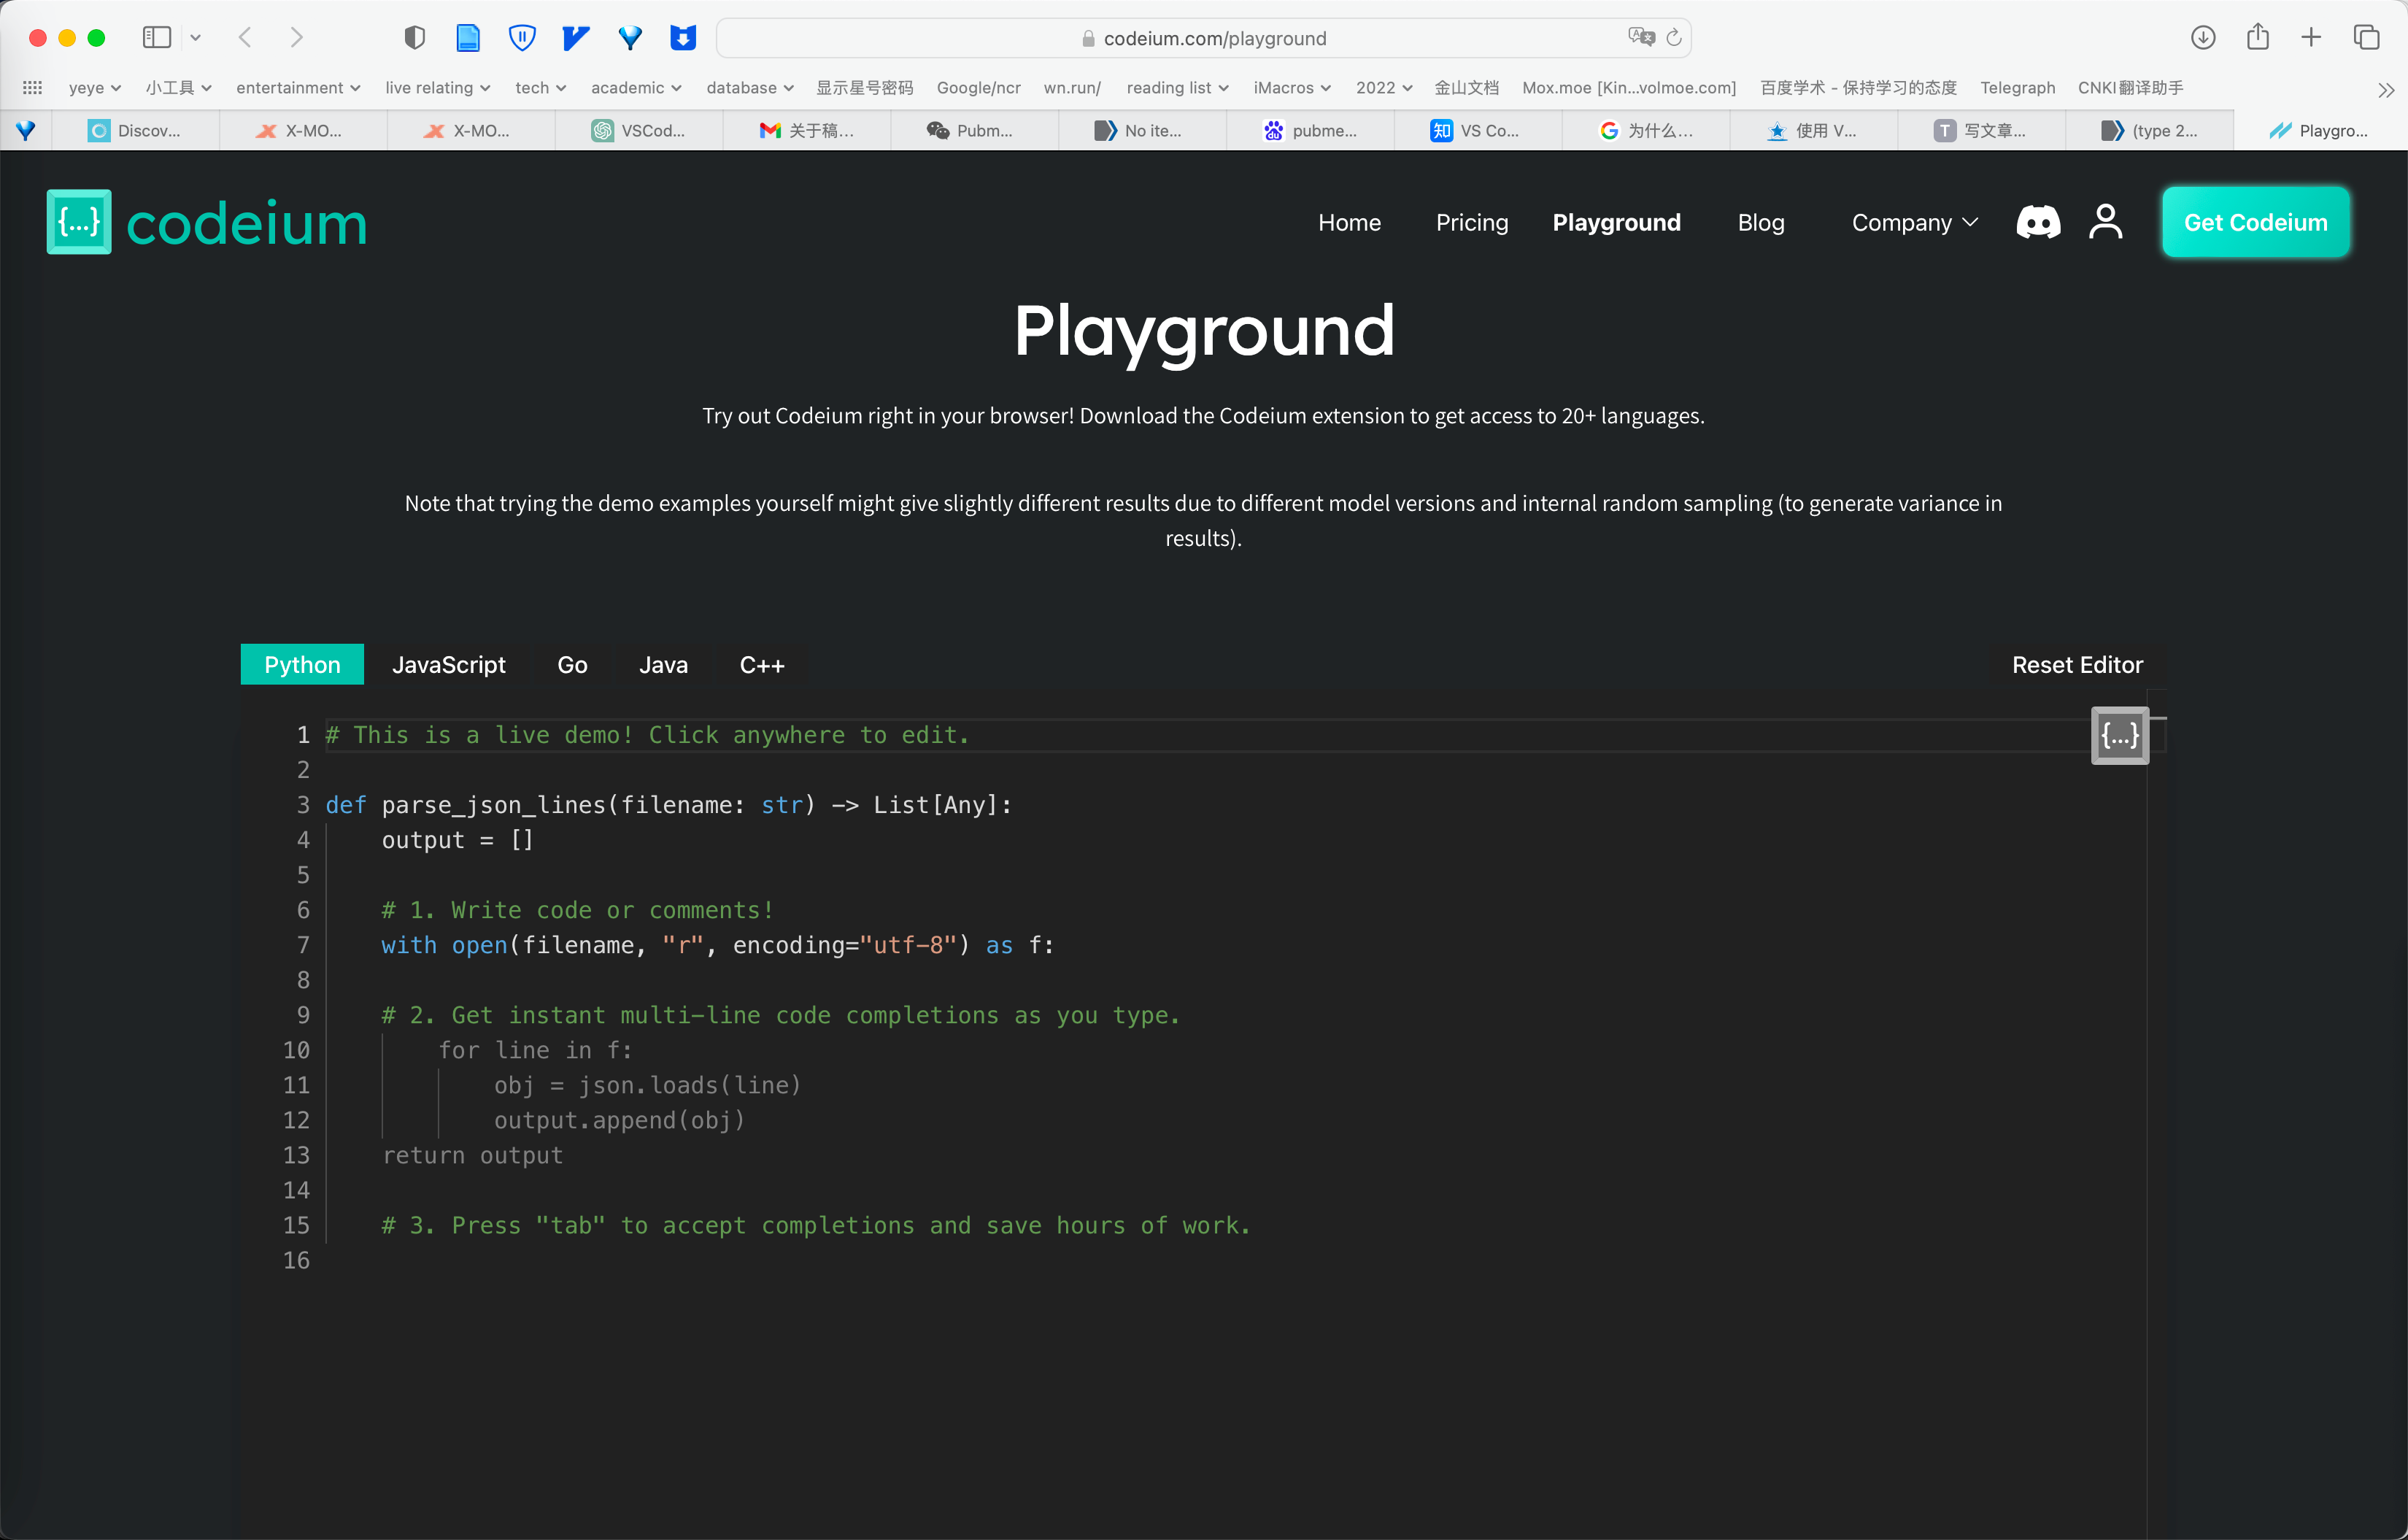 codeium.com/playground
yeye 小工具 entertainment live relating tech academic database 显示星号密码 Google/ncr wn.run/ reading list iMacros 2022 金山文档 Mox.moe [Kin...volmoe.com] 百度学术 - 保持学习的态度 Telegraph CNKI翻译助手
Discov... X-MO... X-MO... VSCod... 关于稿... Pubm... No ite... pubme... VS Co... 为什么... 使用 V... 写文章... (type 2... Playgro...
{...} codeium Home Pricing Playground Blog Company Get Codeium
Playground
Try out Codeium right in your browser! Download the Codeium extension to get access to 20+ languages.
Note that trying the demo examples yourself might give slightly different results due to different model versions and internal random sampling (to generate variance in
results).
Python JavaScript Go Java C++ Reset Editor
1 # This is a live demo! Click anywhere to edit. {...}
2
3 def parse_json_lines(filename: str) -> List[Any]:
4 output = []
5
6 # 1. Write code or comments!
7 with open(filename, "r", encoding="utf-8") as f:
8
9 # 2. Get instant multi-line code completions as you type.
10 for line in f:
11 obj = json.loads(line)
12 output.append(obj)
13 return output
14
15 # 3. Press "tab" to accept completions and save hours of work.
16